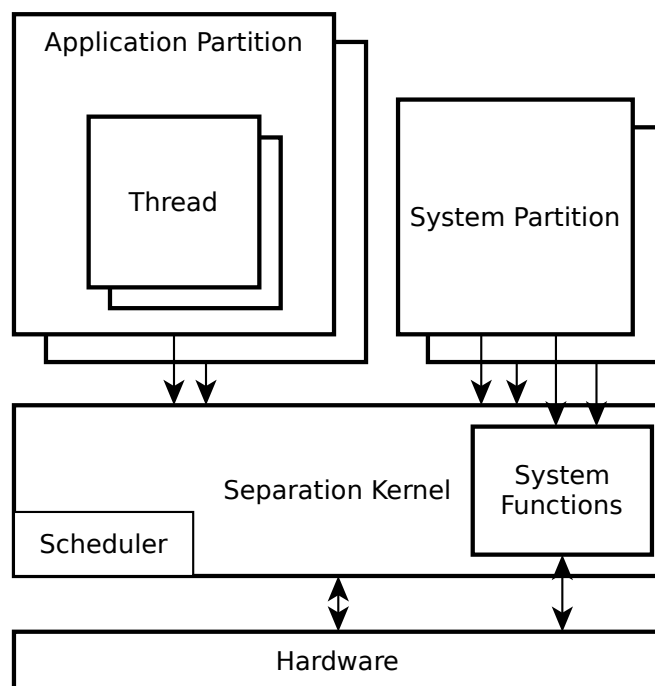 Application Partition
Thread
System Partition
Separation Kernel
System
Functions
Scheduler
Hardware